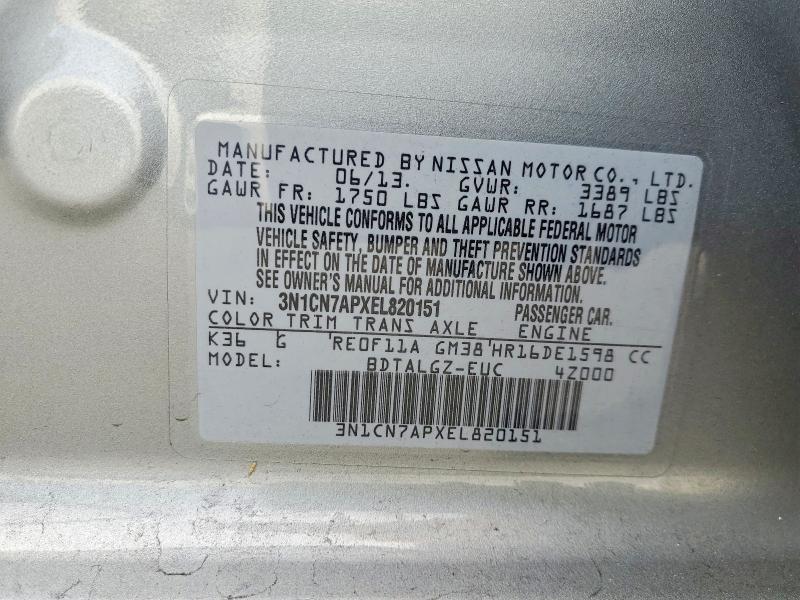 MANUFACTURED BY NISSAN MOTOR CO., LTD.
DATE: 06/13. GVWR: 3389 LBS
GAWR FR: 1750 LBS GAWR RR: 1687 LBS
THIS VEHICLE CONFORMS TO ALL APPLICABLE FEDERAL MOTOR
VEHICLE SAFETY, BUMPER AND THEFT PREVENTION STANDARDS
IN EFFECT ON THE DATE OF MANUFACTURE SHOWN ABOVE.
SEE OWNER'S MANUAL FOR ADDITIONAL INFORMATION.
VIN: 3N1CN7APXEL820151 PASSENGER CAR.
COLOR TRIM TRANS AXLE ENGINE
K36 G RE0F11A GM38 HR16DE1598 CC
MODEL: BDTALGZ-EUC 4Z000
3N1CN7APXEL820151